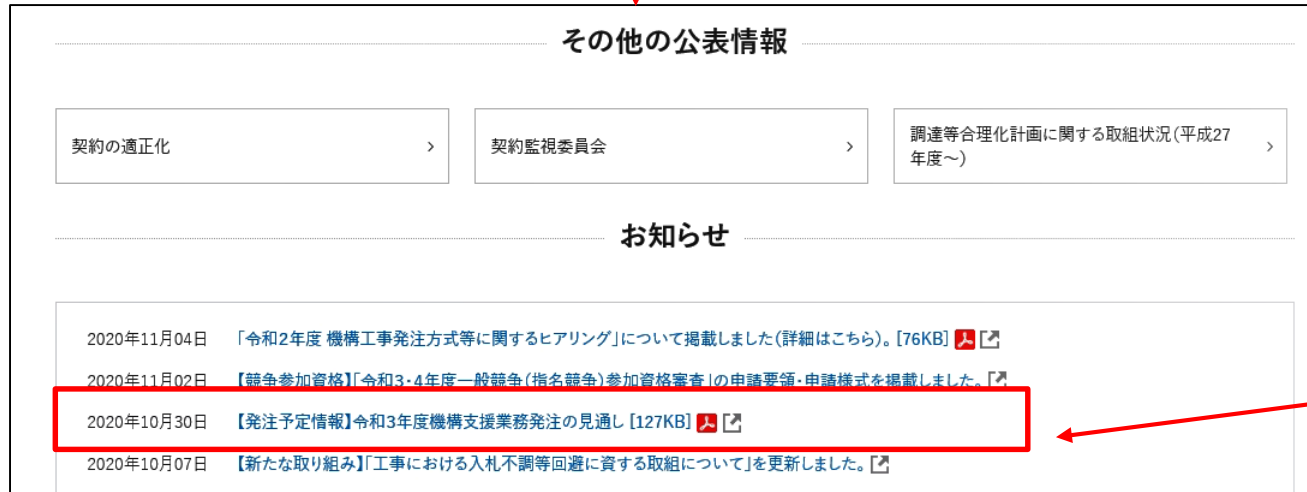 その他の公表情報
契約の適正化
契約監視委員会
調達等合理化計画に関する取組状況(平成27
年度～)
お知らせ
2020年11月04日 「令和2年度 機構工事発注方式等に関するヒアリング」について掲載しました(詳細はこちら)。[76KB]
2020年11月02日 【競争参加資格】「令和3・4年度一般競争(指名競争)参加資格審査」の申請要領・申請様式を掲載しました。
2020年10月30日 【発注予定情報】令和3年度機構支援業務発注の見通し [127KB]
2020年10月07日 【新たな取り組み】「工事における入札不調等回避に資する取組について」を更新しました。